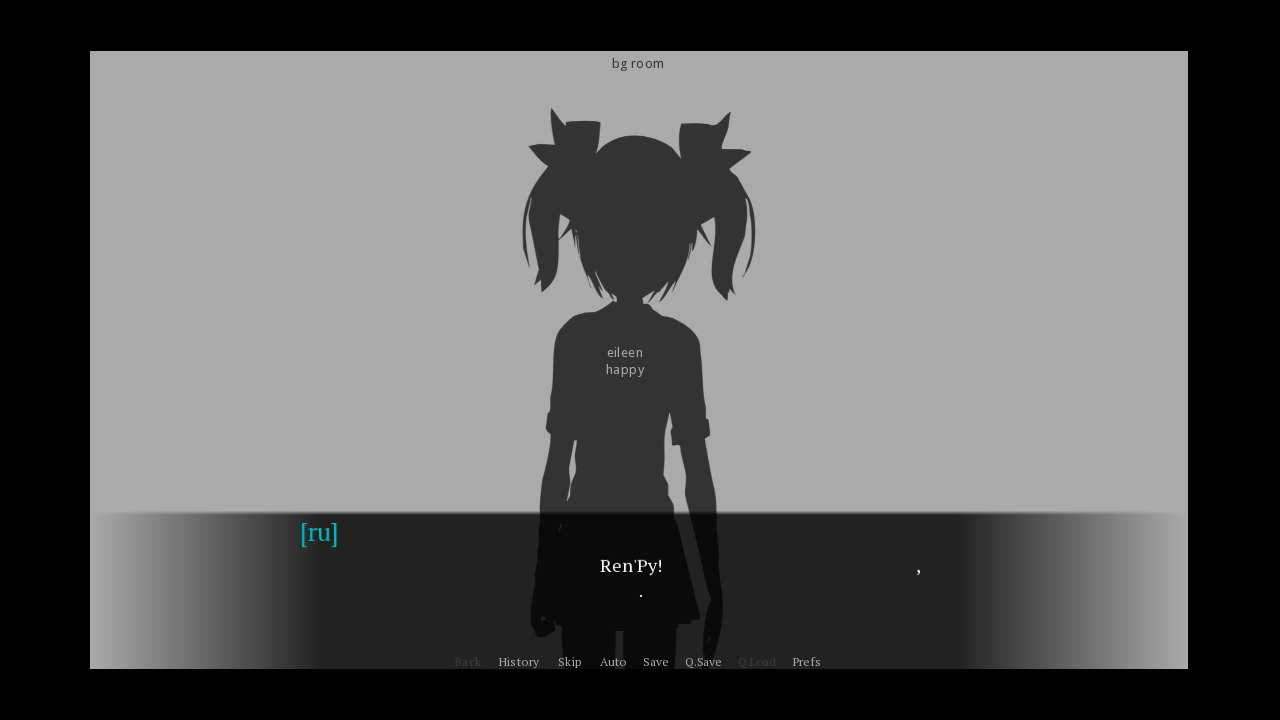 bg room
eileen
happy
[ru]
Ren'Py! ,
.
Back History Skip Auto Save Q.Save Q.Load Prefs